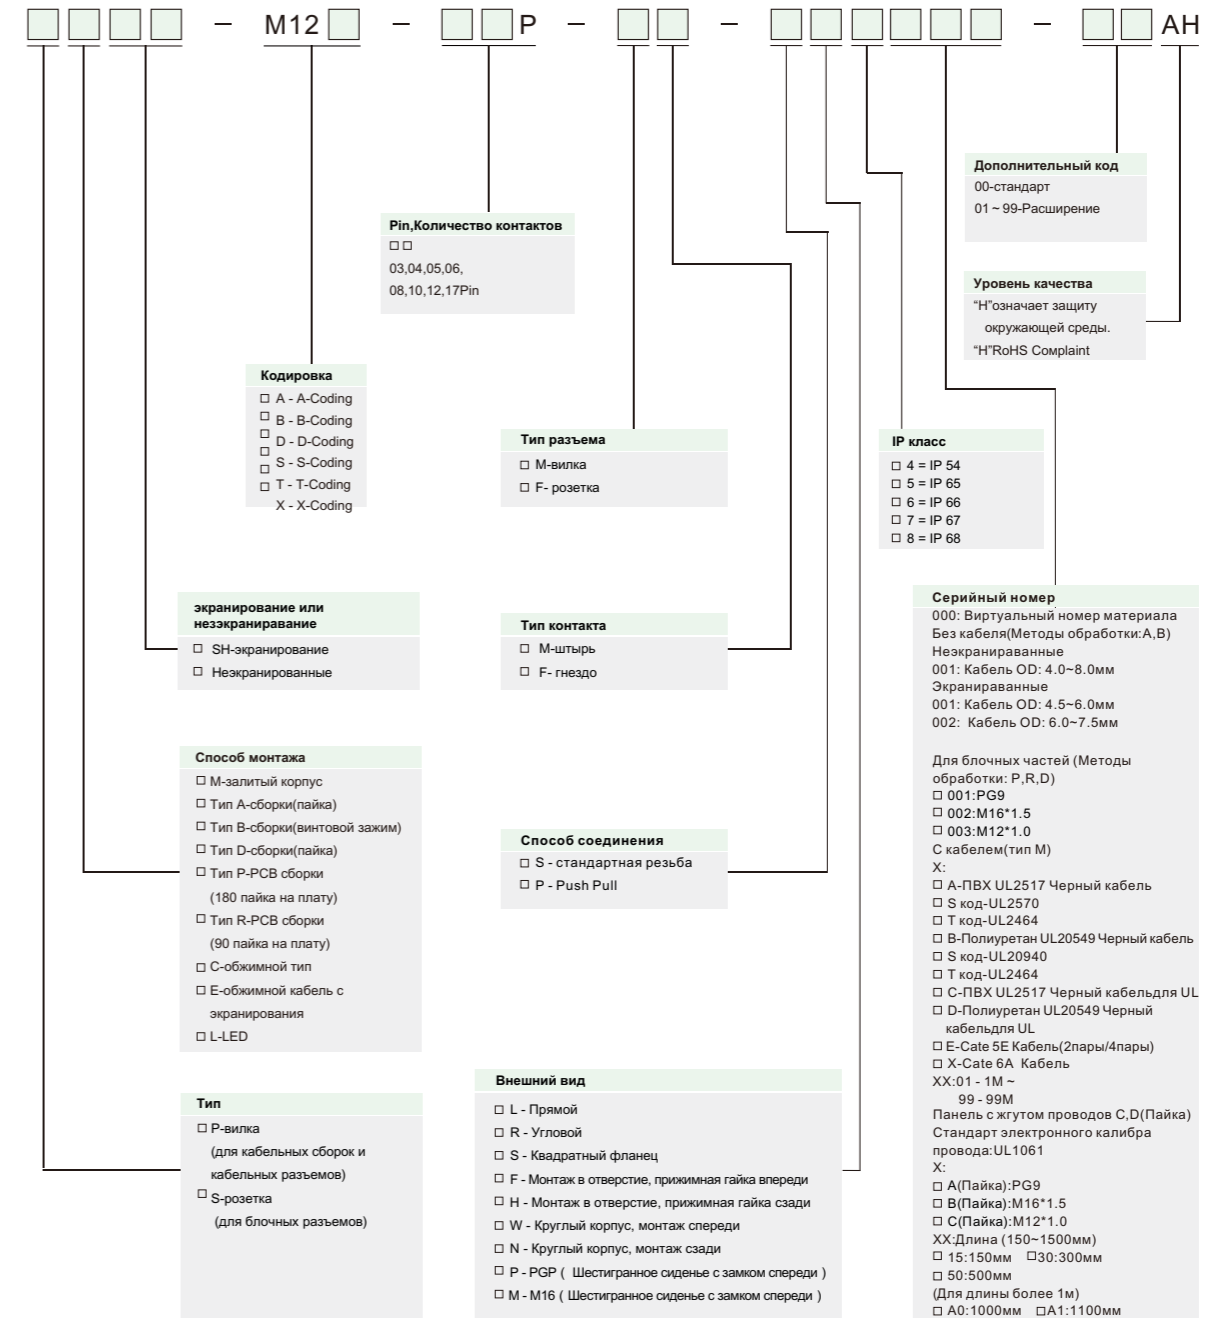 – M12 – P – – – AH
Дополнительный код
00-стандарт
01 ~ 99-Расширение
Pin,Количество контактов
□ □
03,04,05,06,
08,10,12,17Pin
Уровень качества
“H”означает защиту
окружающей среды.
“H”RoHS Complaint
Кодировка
□ A - A-Coding
□ B - B-Coding
□ D - D-Coding
□ S - S-Coding
□ T - T-Coding
X - X-Coding
Тип разъема
□ M-вилка
□ F- розетка
IP класс
□ 4 = IP 54
□ 5 = IP 65
□ 6 = IP 66
□ 7 = IP 67
□ 8 = IP 68
экранирование или
незэкранираваниe
□ SH-экранирование
□ Неэкранированные
Тип контакта
□ M-штырь
□ F- гнездо
Способ монтажа
□ M-залитый корпус
□ Тип A-сборки(пайка)
□ Тип B-сборки(винтовой зажим)
□ Тип D-сборки(пайка)
□ Тип P-PCB сборки
(180 пайка на плату)
□ Тип R-PCB сборки
(90 пайка на плату)
□ C-обжимной тип
□ E-обжимной кабель с
экранирования
□ L-LED
Способ соединения
□ S - стандартная резьба
□ P - Push Pull
Тип
□ P-вилка
(для кабельных сборок и
кабельных разъемов)
□ S-розетка
(для блочных разъемов)
Внешний вид
□ L - Прямой
□ R - Угловой
□ S - Квадратный фланец
□ F - Монтаж в отверстие, прижимная гайка впереди
□ H - Монтаж в отверстие, прижимная гайка сзади
□ W - Круглый корпус, монтаж спереди
□ N - Круглый корпус, монтаж сзади
□ P - PGP ( Шестигранное сиденье с замком спереди )
□ M - M16 ( Шестигранное сиденье с замком спереди )
Серийный номер
000: Виртуальный номер материала
Без кабеля(Методы обработки:A,B)
Неэкранираванные
001: Кабель OD: 4.0~8.0мм
Экранираванные
001: Кабель OD: 4.5~6.0мм
002: Кабель OD: 6.0~7.5мм
Для блочных частей (Методы
обработки: P,R,D)
□ 001:PG9
□ 002:M16*1.5
□ 003:M12*1.0
С кабелем(тип M)
X:
□ A-ПВХ UL2517 Черный кабель
□ S код-UL2570
□ T код-UL2464
□ B-Полиуретан UL20549 Черный кабель
□ S код-UL20940
□ T код-UL2464
□ C-ПВХ UL2517 Черный кабельдля UL
□ D-Полиуретан UL20549 Черный
кабельдля UL
□ E-Cate 5E Кабель(2пары/4пары)
□ X-Cate 6A Кабель
XX:01 - 1M ~
99 - 99M
Панель с жгутом проводов C,D(Пайка)
Стандарт электронного калибра
провода:UL1061
X:
□ A(Пайка):PG9
□ B(Пайка):M16*1.5
□ C(Пайка):M12*1.0
XX:Длина (150~1500мм)
□ 15:150мм □30:300мм
□ 50:500мм
(Для длины более 1м)
□ A0:1000мм □A1:1100мм